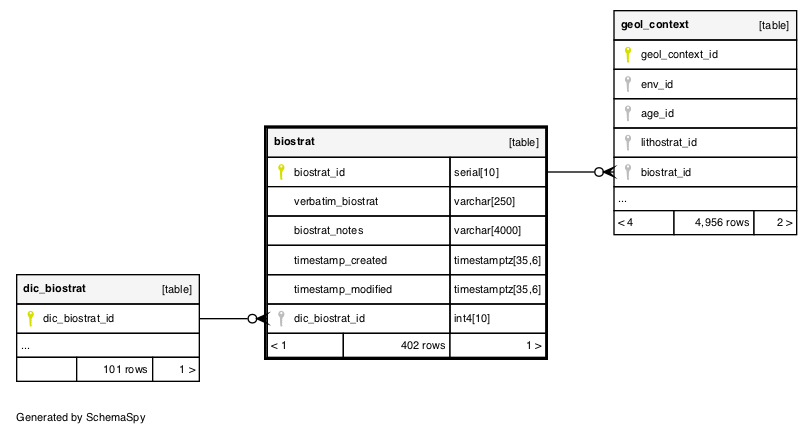 geol_context [table]
geol_context_id
env_id
age_id
lithostrat_id
biostrat_id
...
< 4 4,956 rows 2 >
biostrat [table]
biostrat_id serial[10]
verbatim_biostrat varchar[250]
biostrat_notes varchar[4000]
timestamp_created timestamptz[35,6]
timestamp_modified timestamptz[35,6]
dic_biostrat_id int4[10]
< 1 402 rows 1 >
dic_biostrat [table]
dic_biostrat_id
...
101 rows 1 >
Generated by SchemaSpy